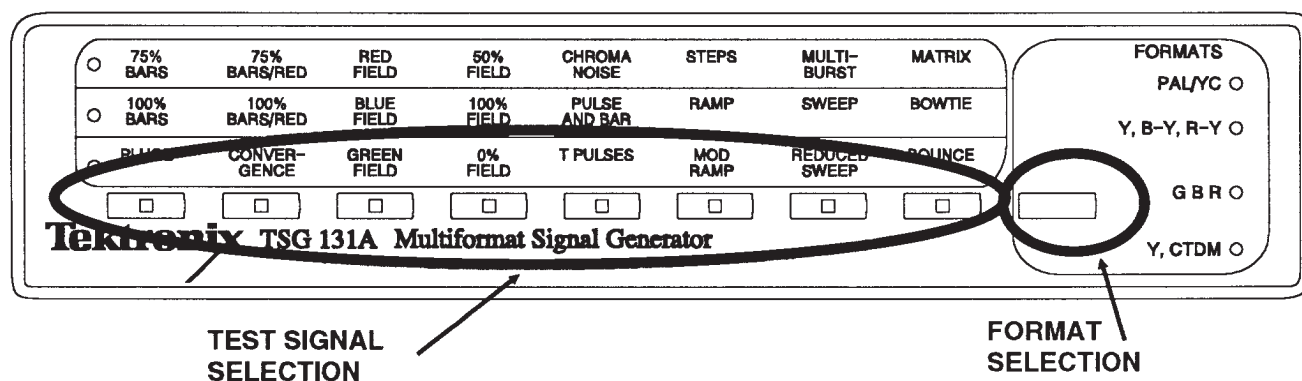 75% 75% RED 50% CHROMA STEPS MULTI– MATRIX
BARS BARS/RED FIELD FIELD NOISE BURST
100% 100% BLUE 100% PULSE RAMP SWEEP BOWTIE
BARS BARS/RED FIELD FIELD AND BAR
PLUGE CONVER– GREEN 0% T PULSES MOD REDUCED BOUNCE
GENCE FIELD FIELD RAMP SWEEP
Tektronix TSG 131A Multiformat Signal Generator
FORMATS
PAL/YC
Y, B–Y, R–Y
G B R
Y, CTDM
TEST SIGNAL
SELECTION
FORMAT
SELECTION